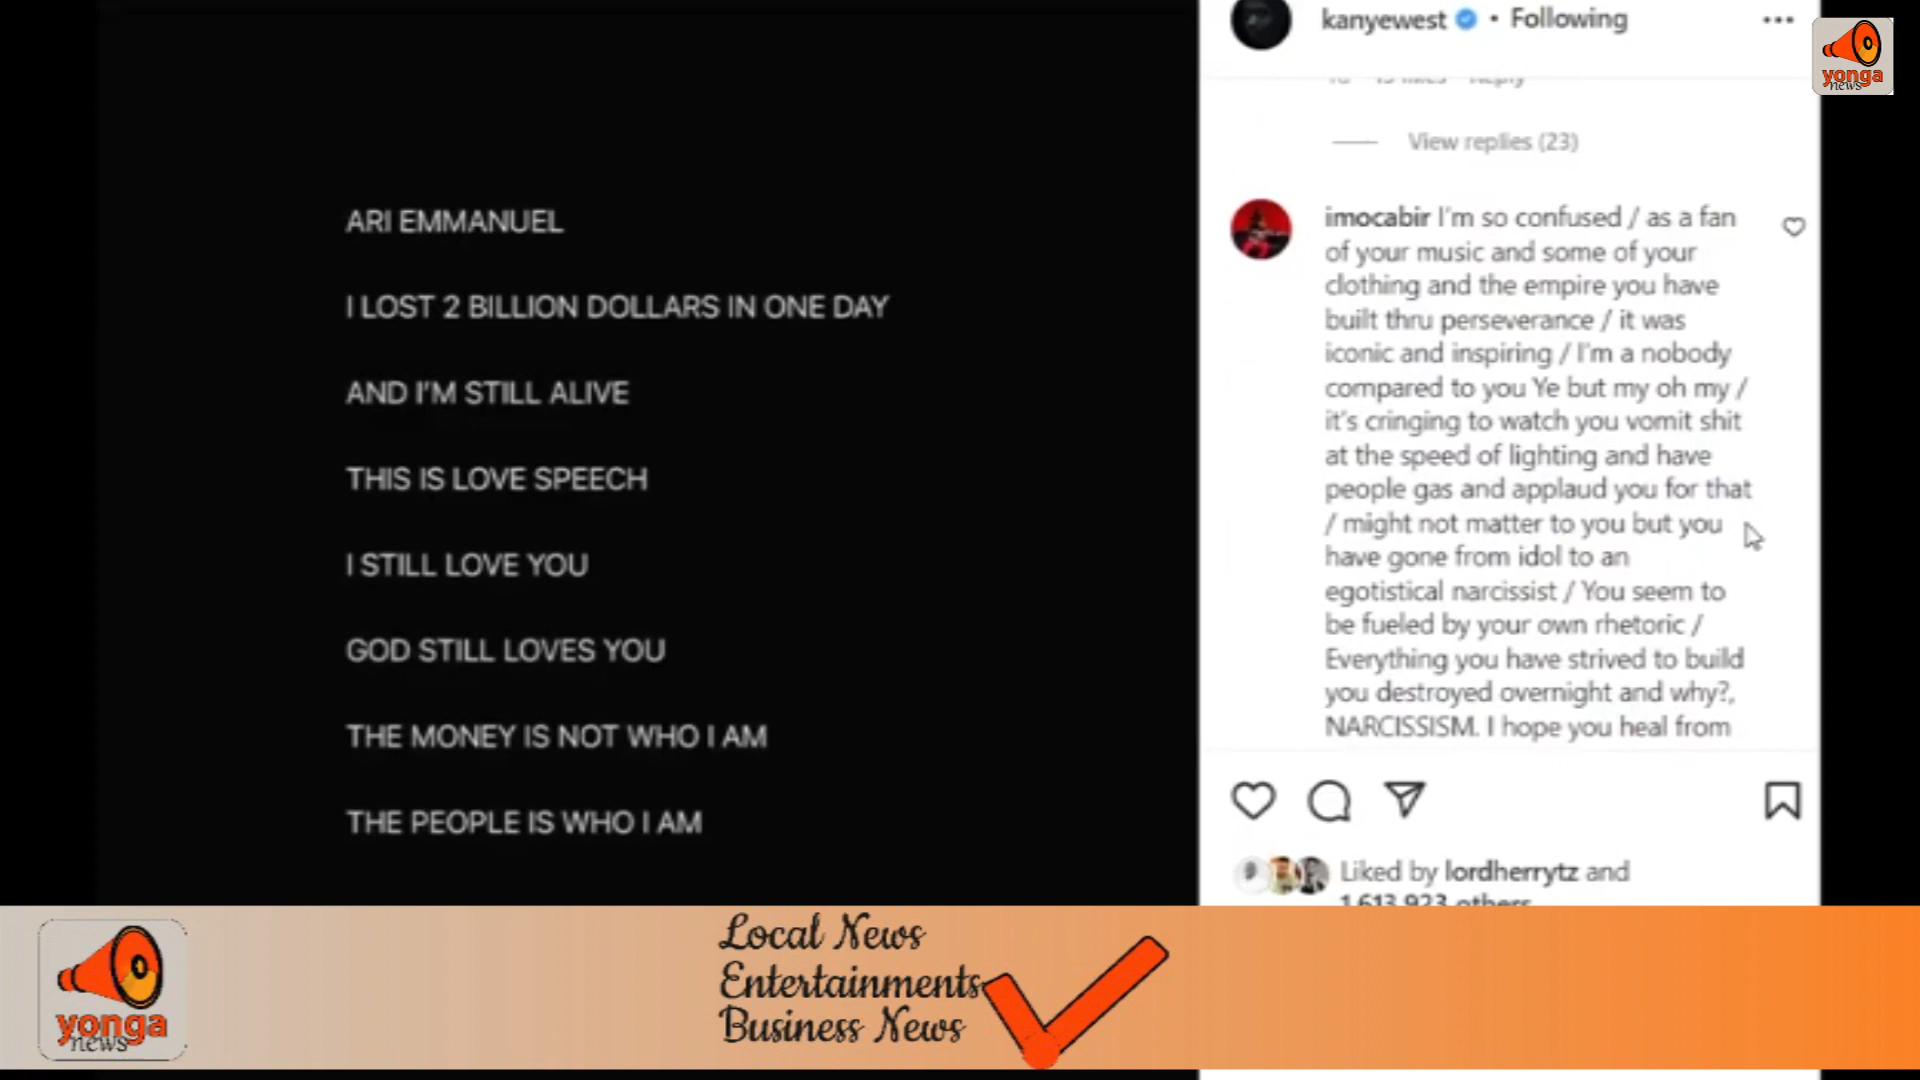 ARI EMMANUEL
I LOST 2 BILLION DOLLARS IN ONE DAY
AND I'M STILL ALIVE
THIS IS LOVE SPEECH
I STILL LOVE YOU
GOD STILL LOVES YOU
THE MONEY IS NOT WHO I AM
THE PEOPLE IS WHO I AM
kanyewest • Following
yonga
news
View replies (23)
imocabir I'm so confused / as a fan
of your music and some of your
clothing and the empire you have
built thru perseverance / it was
iconic and inspiring / I'm a nobody
compared to you Ye but my oh my /
it's cringing to watch you vomit shit
at the speed of lighting and have
people gas and applaud you for that
/ might not matter to you but you
have gone from idol to an
egotistical narcissist / You seem to
be fueled by your own rhetoric /
Everything you have strived to build
you destroyed overnight and why?,
NARCISSISM. I hope you heal from
Liked by lordherrytz and
1,613,923 others
yonga
news
Local News
Entertainments
Business News